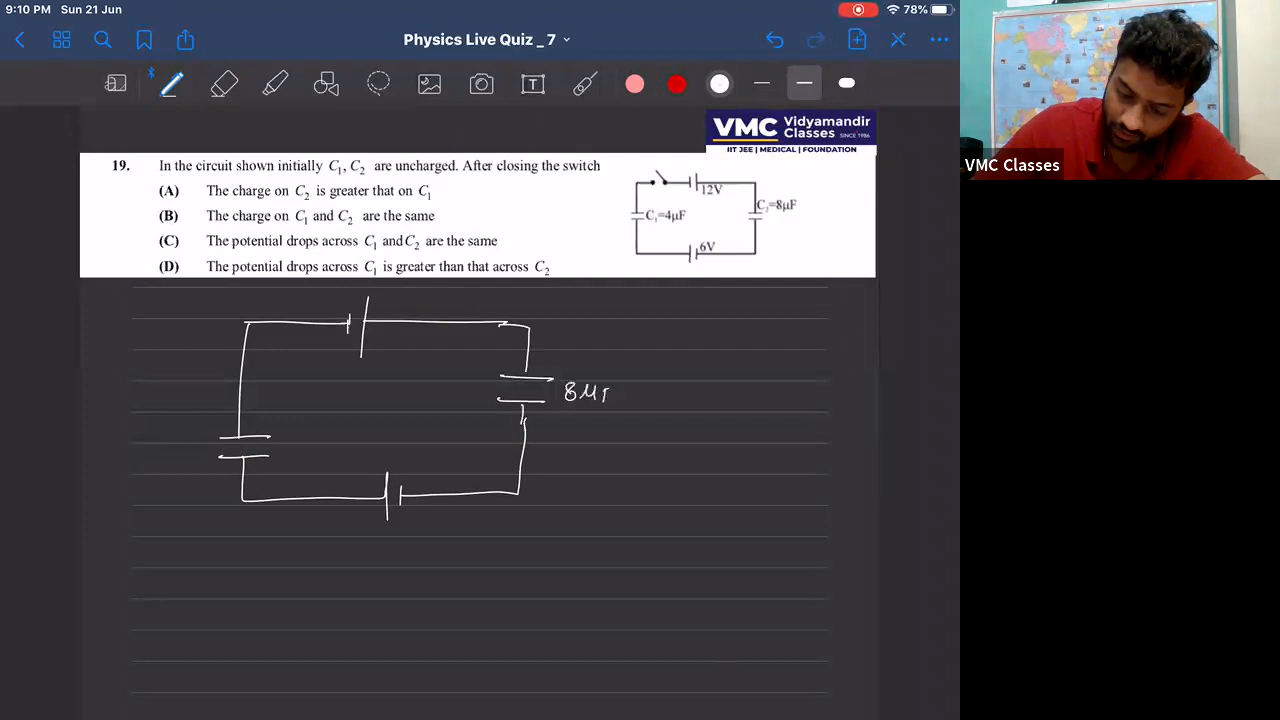 9:10 PM Sun 21 Jun
78%
Physics Live Quiz _ 7
T
VMC Vidyamandir Classes SINCE 1986
IIT JEE | MEDICAL | FOUNDATION
VMC Classes
19. In the circuit shown initially C₁, C₂ are uncharged. After closing the switch
(A) The charge on C₂ is greater that on C₁
(B) The charge on C₁ and C₂ are the same
(C) The potential drops across C₁ and C₂ are the same
(D) The potential drops across C₁ is greater than that across C₂
12V
C₂=8μF
C₁=4μF
6V